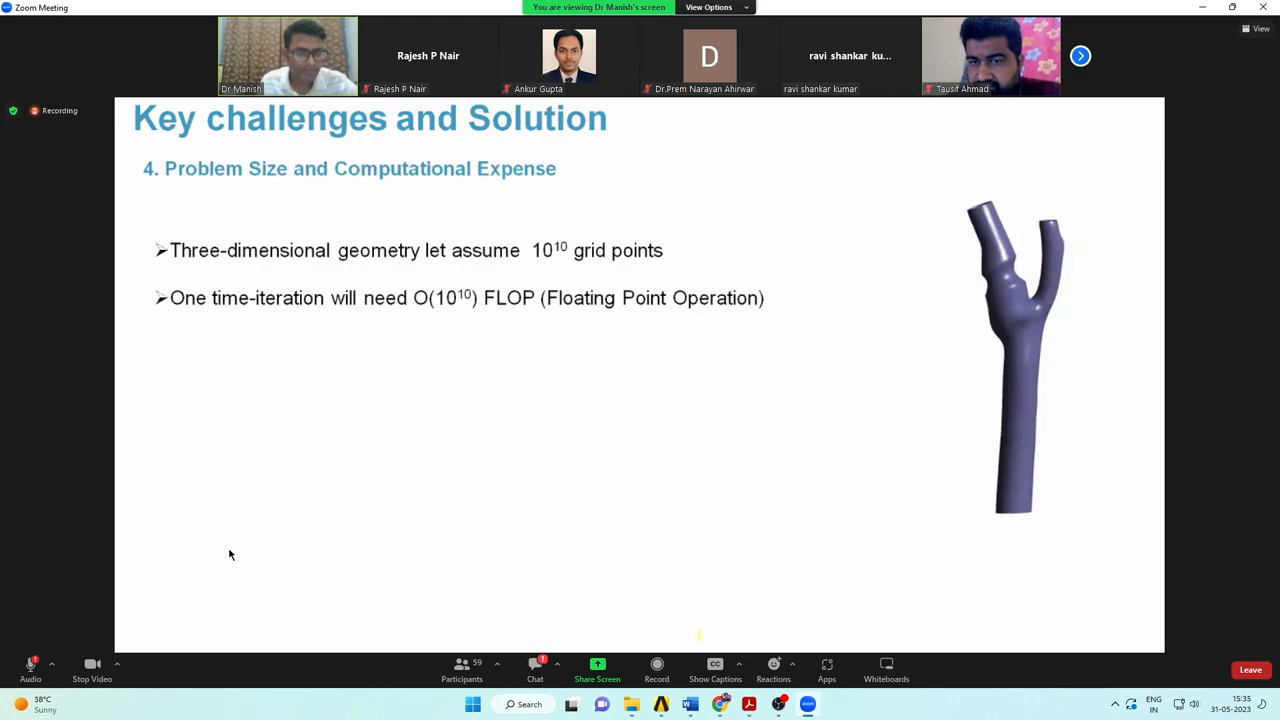 Zoom Meeting
You are viewing Dr Manish's screen
View Options
View
Recording
Dr Manish
Rajesh P Nair
Rajesh P Nair
Ankur Gupta
D
Dr.Prem Narayan Ahirwar
ravi shankar ku...
ravi shankar kumar
Tausif Ahmad
Key challenges and Solution
4. Problem Size and Computational Expense
➢Three-dimensional geometry let assume 10¹⁰ grid points
➢One time-iteration will need O(10¹⁰) FLOP (Floating Point Operation)
Audio
Stop Video
59
Participants
1
Chat
Share Screen
Record
CC
Show Captions
Reactions
Apps
Whiteboards
Leave
38°C
Sunny
Search
ENG
IN
15:35
31-05-2023